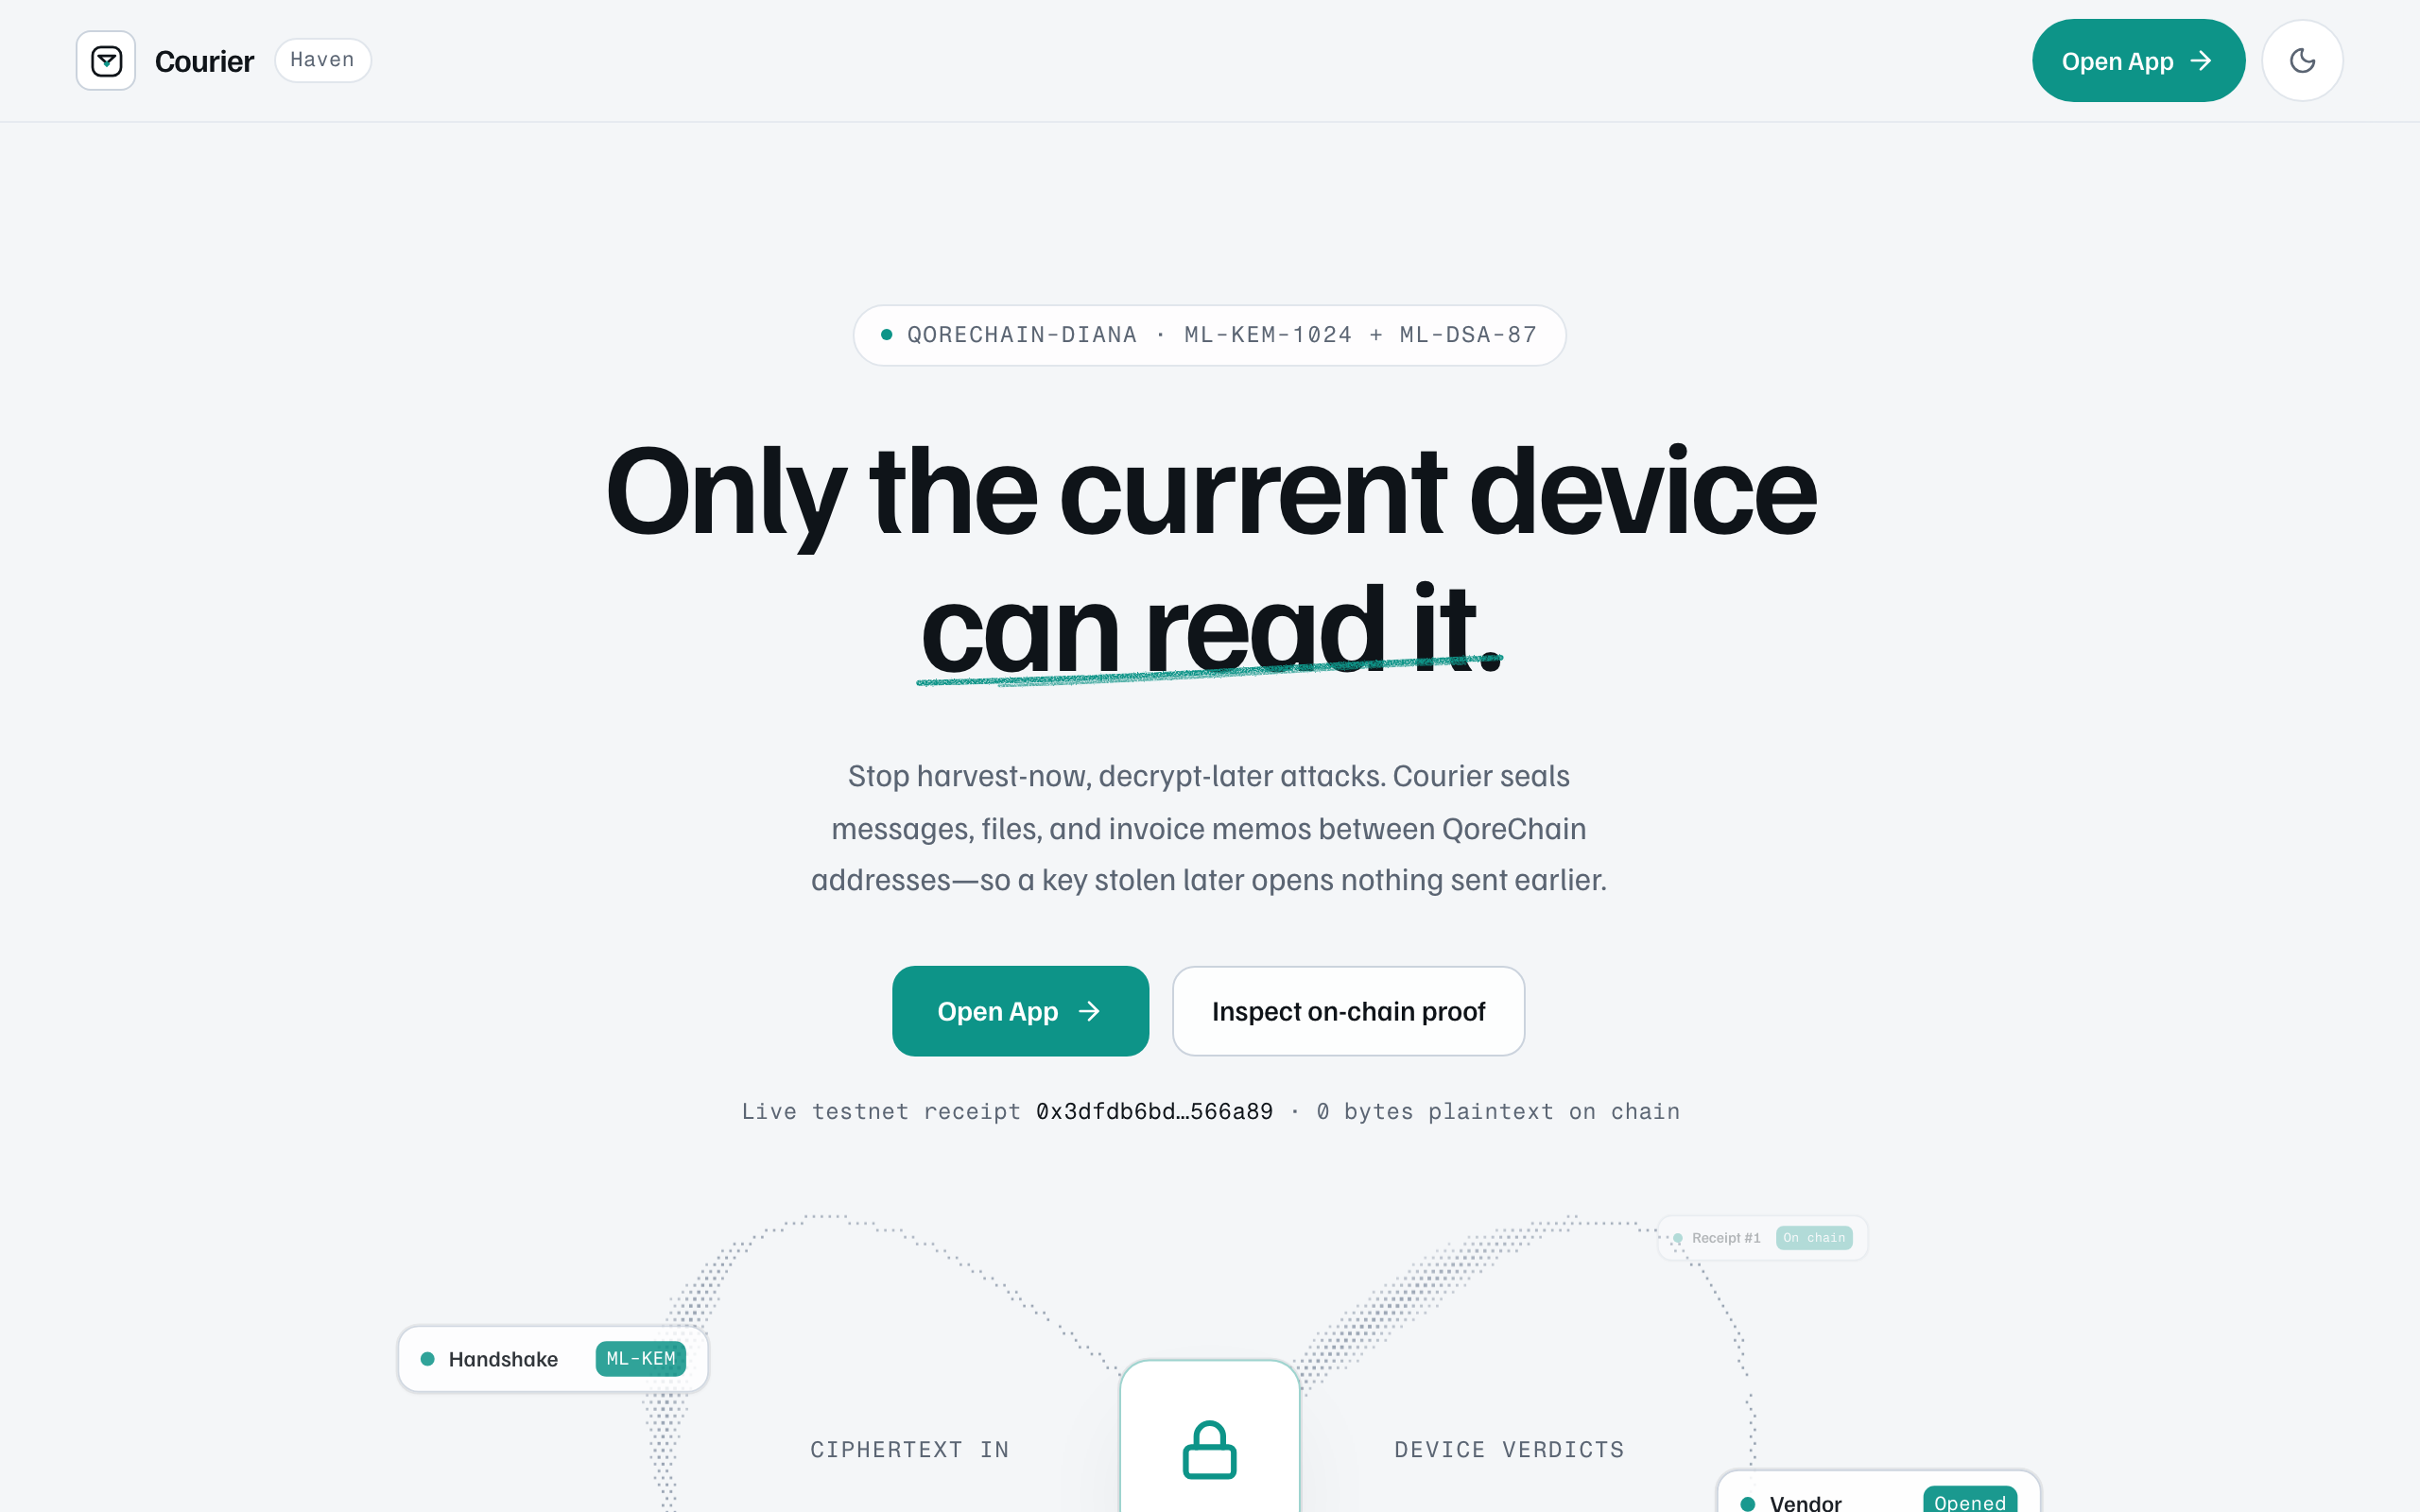 Courier
Haven
Open App
QORECHAIN-DIANA · ML-KEM-1024 + ML-DSA-87
Only the current device
can read it.
Stop harvest-now, decrypt-later attacks. Courier seals
messages, files, and invoice memos between QoreChain
addresses—so a key stolen later opens nothing sent earlier.
Open App
Inspect on-chain proof
Live testnet receipt 0x3dfdb6bd…566a89 · 0 bytes plaintext on chain
Receipt #1 On chain
Handshake ML-KEM
CIPHERTEXT IN
DEVICE VERDICTS
Vendor Opened